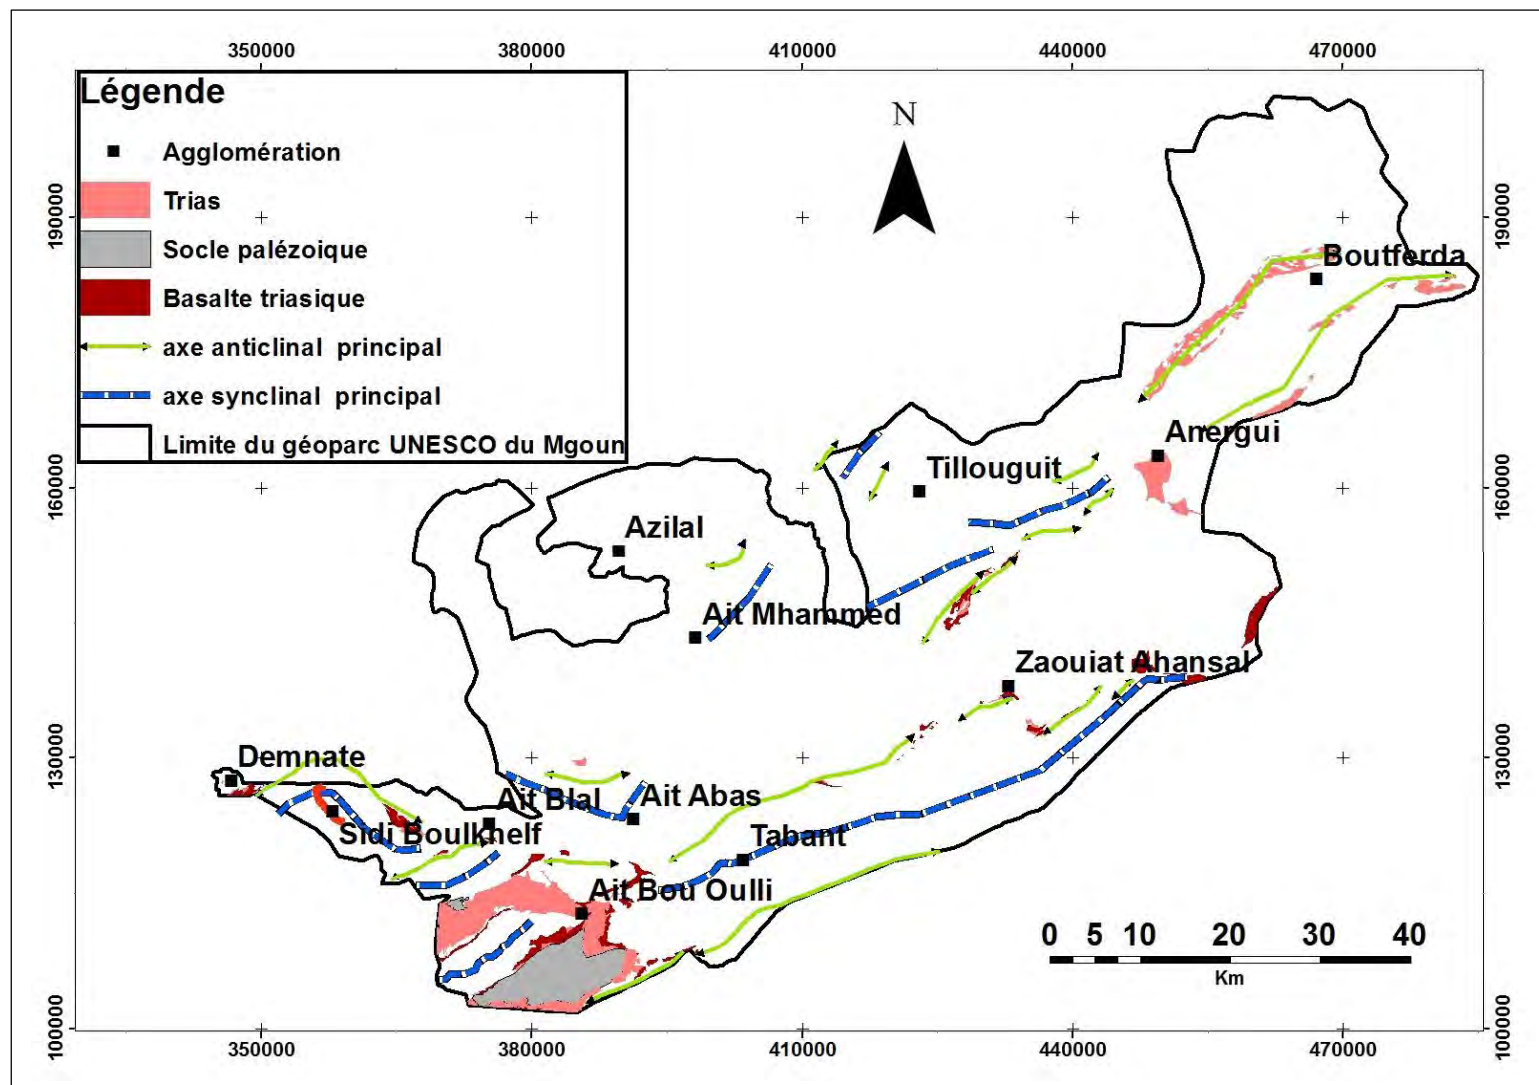 350000 380000 410000 440000 470000
Légende
Agglomération
Trias
Socle palézoique
Basalte triasique
axe anticlinal principal
axe synclinal principal
Limite du géoparc UNESCO du Mgoun
N
190000 190000
Boutferda
Anergui
Tillouguit
160000 160000
Azilal
Ait Mhammed
Zaouiat Ahansal
130000 130000
Demnate
Ait Blal
Ait Abas
Sidi Boulkhelf
Tabant
Ait Bou Oulli
0 5 10 20 30 40
Km
100000 100000
350000 380000 410000 440000 470000